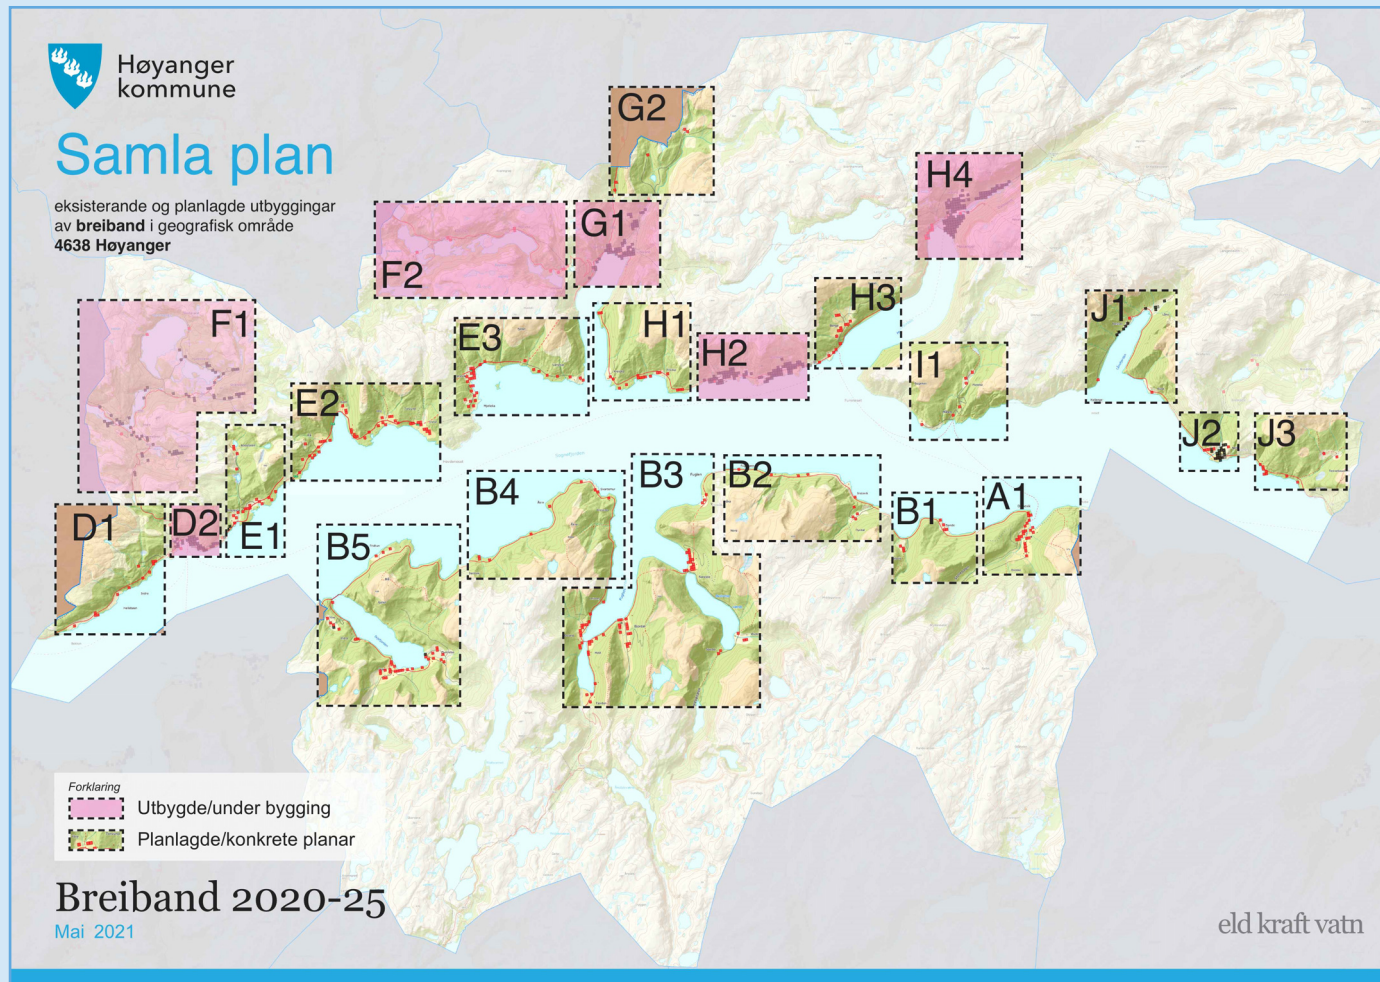 Høyanger
kommune
Samla plan
eksisterande og planlagde utbyggingar
av breiband i geografisk område
4638 Høyanger
G2
H4
G1
F2
F1
H3
J1
H1
E3
H2
I1
E2
J2
J3
B3
B2
B4
A1
B1
D1
D2
E1
B5
Forklaring
Utbygde/under bygging
Planlagde/konkrete planar
Breiband 2020-25
Mai 2021
eld kraft vatn